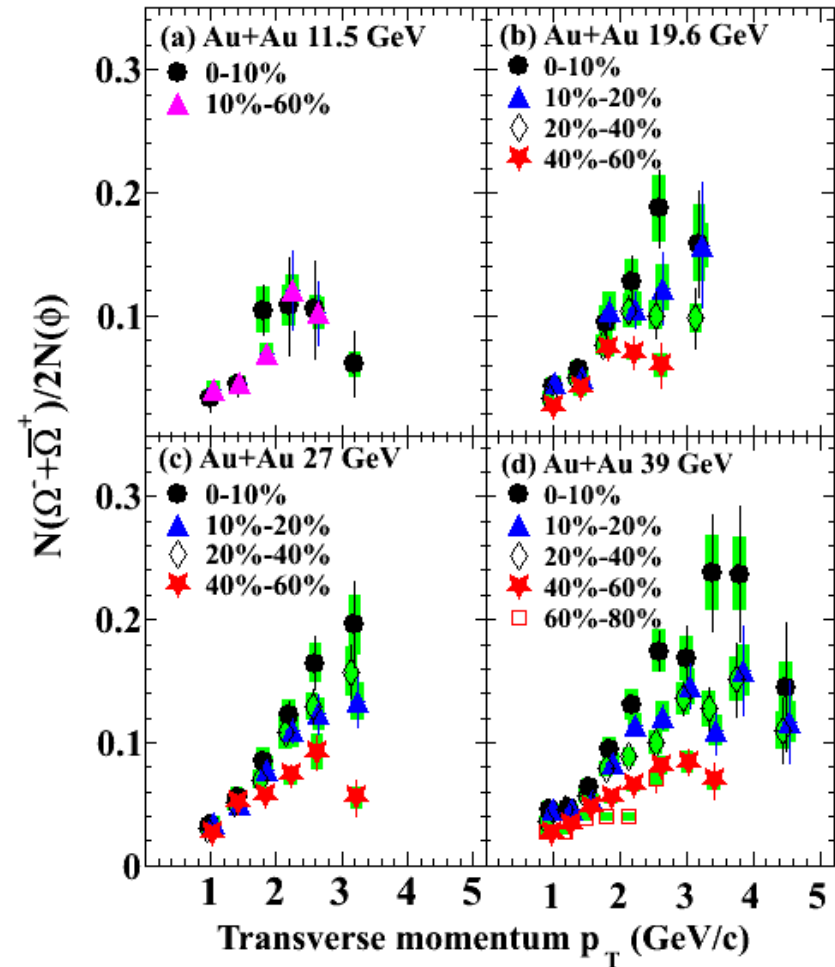 (a) Au+Au 11.5 GeV
0-10%
10%-60%
(b) Au+Au 19.6 GeV
0-10%
10%-20%
20%-40%
40%-60%
(c) Au+Au 27 GeV
0-10%
10%-20%
20%-40%
40%-60%
(d) Au+Au 39 GeV
0-10%
10%-20%
20%-40%
40%-60%
60%-80%
0.3
0.2
0.1
0.3
0.2
0.1
0
N(Ω⁻+Ω̅⁺)/2N(ϕ)
1 2 3 4 5
1 2 3 4 5
Transverse momentum p_T (GeV/c)